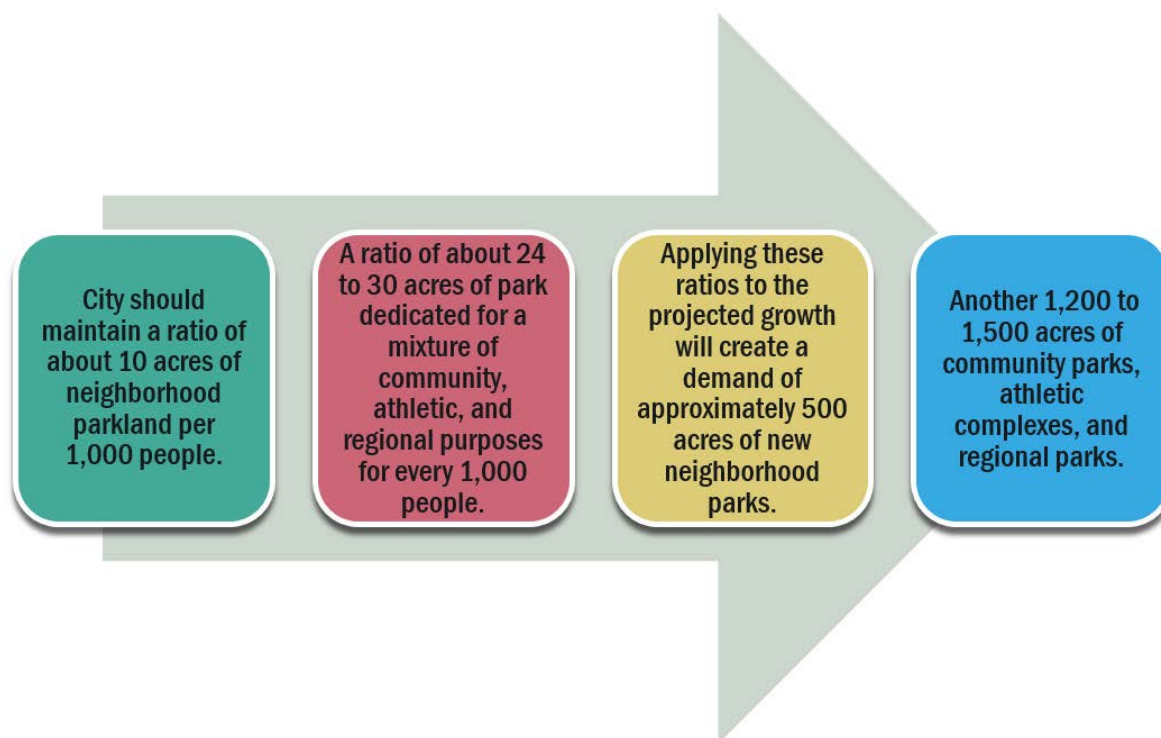 City should
maintain a ratio of
about 10 acres of
neighborhood
parkland per
1,000 people.
A ratio of about 24
to 30 acres of park
dedicated for a
mixture of
community,
athletic, and
regional purposes
for every 1,000
people.
Applying these
ratios to the
projected growth
will create a
demand of
approximately 500
acres of new
neighborhood
parks.
Another 1,200 to
1,500 acres of
community parks,
athletic
complexes, and
regional parks.